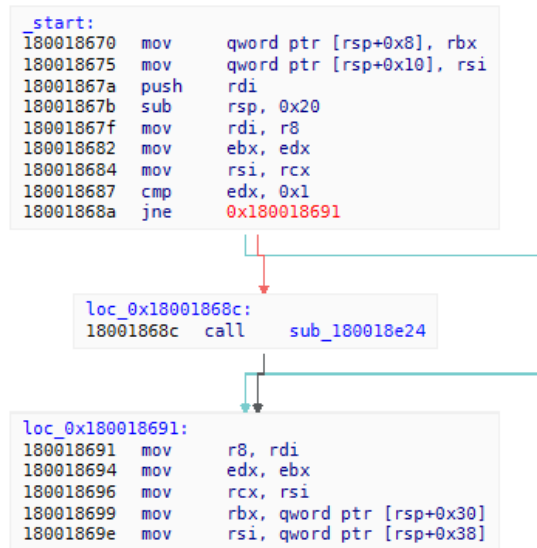 _start:
180018670 mov qword ptr [rsp+0x8], rbx
180018675 mov qword ptr [rsp+0x10], rsi
18001867a push rdi
18001867b sub rsp, 0x20
18001867f mov rdi, r8
180018682 mov ebx, edx
180018684 mov rsi, rcx
180018687 cmp edx, 0x1
18001868a jne 0x180018691
loc_0x18001868c:
18001868c call sub_180018e24
loc_0x180018691:
180018691 mov r8, rdi
180018694 mov edx, ebx
180018696 mov rcx, rsi
180018699 mov rbx, qword ptr [rsp+0x30]
18001869e mov rsi, qword ptr [rsp+0x38]